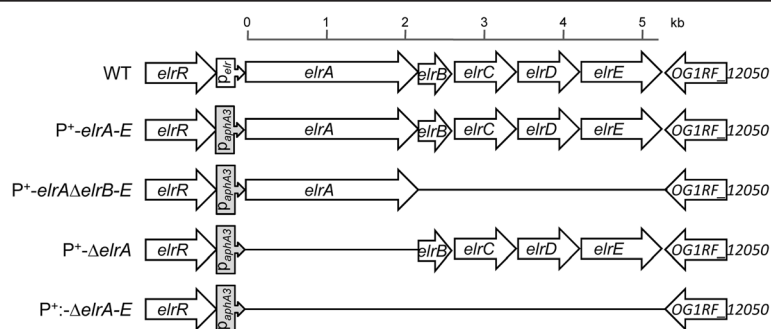 0 1 2 3 4 5 kb
WT elrR pelr elrA elrB elrC elrD elrE OG1RF_12050
P+-elrA-E elrR paphA3 elrA elrB elrC elrD elrE OG1RF_12050
P+-elrAΔelrB-E elrR paphA3 elrA OG1RF_12050
P+-ΔelrA elrR paphA3 elrB elrC elrD elrE OG1RF_12050
P+:-ΔelrA-E elrR paphA3 OG1RF_12050